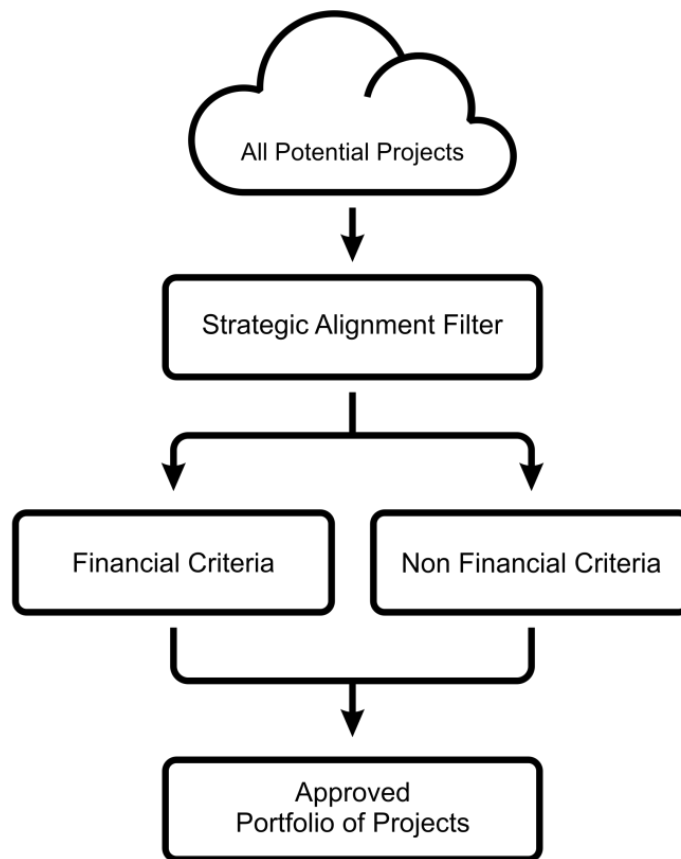 All Potential Projects
Strategic Alignment Filter
Financial Criteria
Non Financial Criteria
Approved
Portfolio of Projects